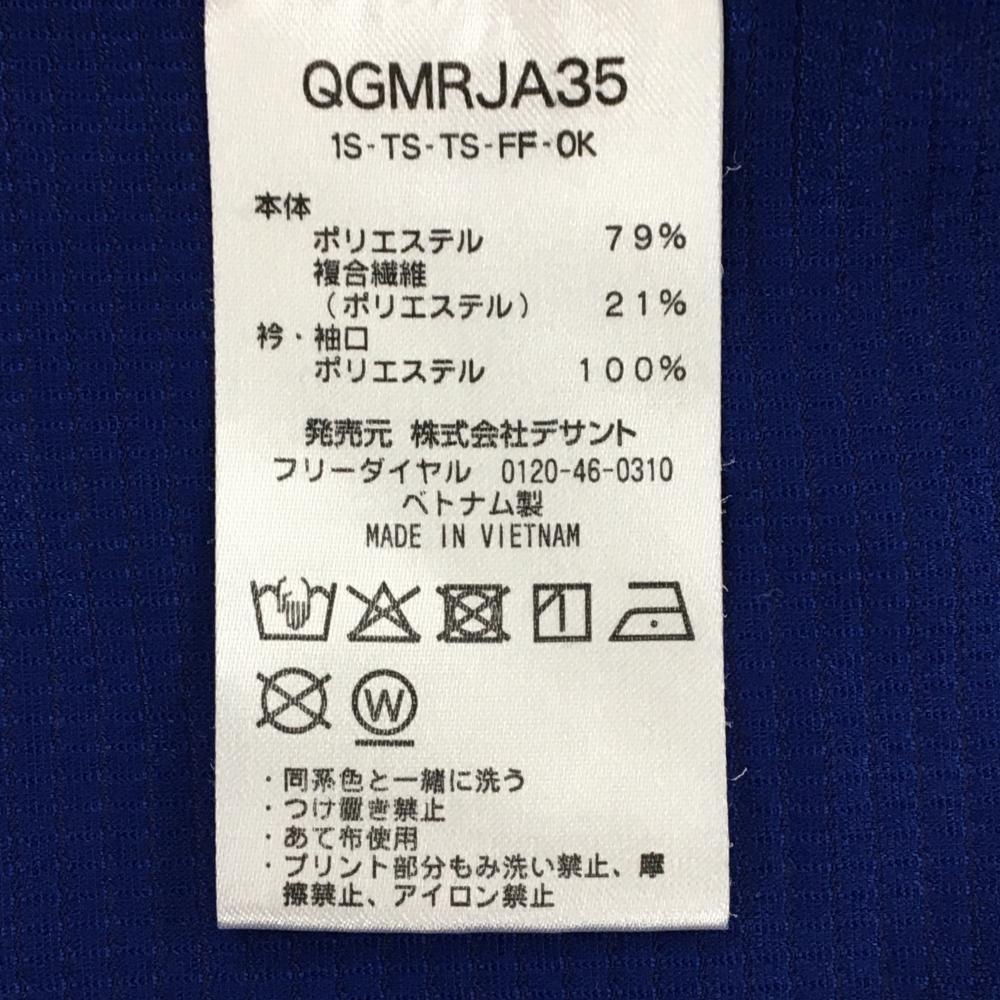 QGMRJA35
1S-TS-TS-FF-0K
本体
ポリエステル 79%
複合繊維
(ポリエステル) 21%
衿・袖口
ポリエステル 100%
発売元 株式会社デサント
フリーダイヤル 0120-46-0310
ベトナム製
MADE IN VIETNAM
1
W
・同系色と一緒に洗う
・つけ置き禁止
・あて布使用
・プリント部分もみ洗い禁止、摩
擦禁止、アイロン禁止